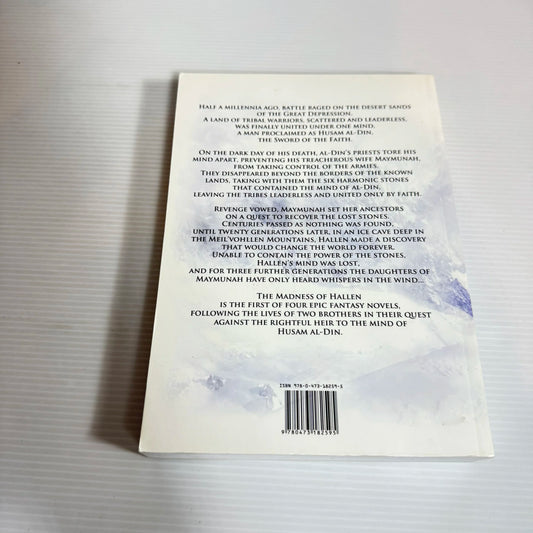 Half a millennia ago, battle raged on the desert sands
of the Great Depression.
A land of tribal warriors, scattered and leaderless,
was finally united under one mind,
a man proclaimed as Husam al-Din,
the Sword of the Faith.
On the dark day of his death, al-Din's priests tore his
mind apart, preventing his treacherous wife Maymunah,
from taking control of the armies.
They disappeared beyond the borders of the known
lands, taking with them the six harmonic stones
that contained the mind of al-Din,
leaving the tribes leaderless and united only by faith.
Revenge vowed, Maymunah set her ancestors
on a quest to recover the lost stones.
Centuries passed as nothing was found,
until twenty generations later, in an ice cave deep in
the Meil'vohllen Mountains, Hallen made a discovery
that would change the world forever.
Unable to contain the power of the stones,
Hallen's mind was lost,
and for three further generations the daughters of
Maymunah have only heard whispers in the wind...
The Madness of Hallen
is the first of four epic fantasy novels,
following the lives of two brothers in their quest
against the rightful heir to the mind of
Husam al-Din.
ISBN 978-0-473-18259-5
9 780473 182595